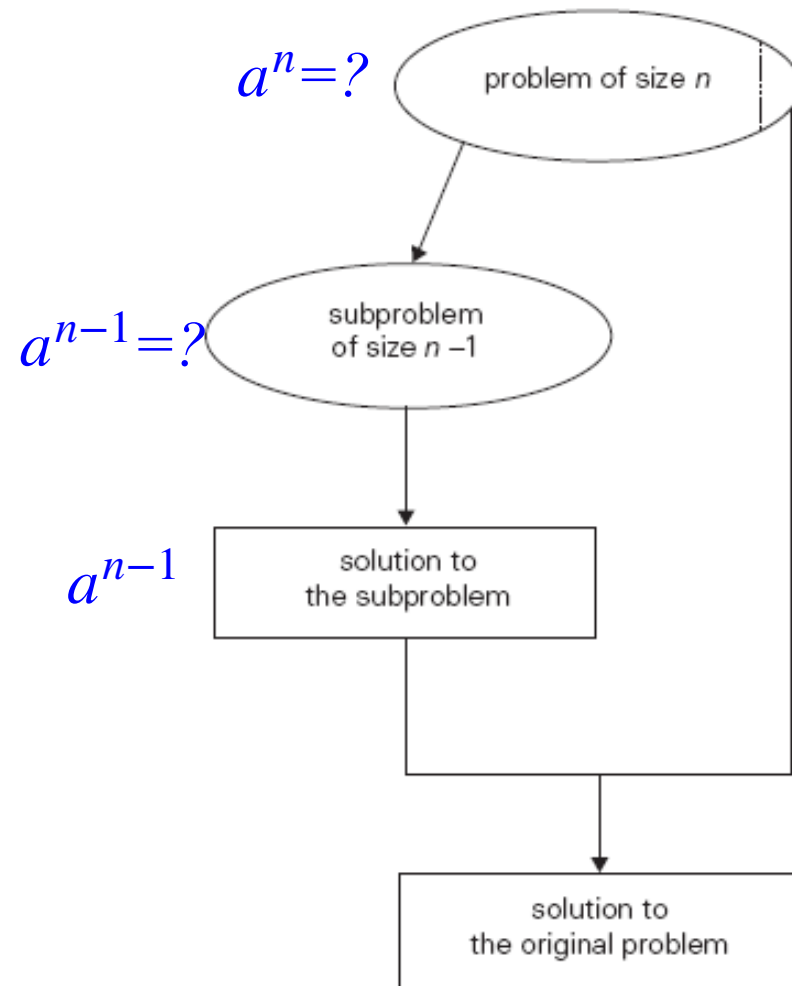 aⁿ=?
problem of size n
aⁿ⁻¹=?
subproblem
of size n –1
aⁿ⁻¹
solution to
the subproblem
solution to
the original problem